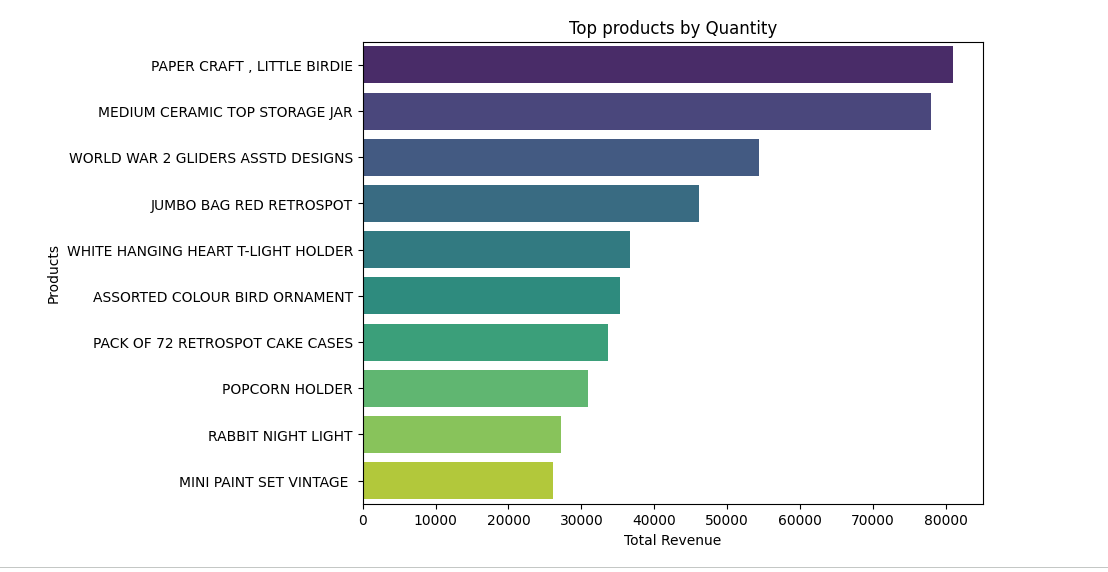 Top products by Quantity
PAPER CRAFT , LITTLE BIRDIE
MEDIUM CERAMIC TOP STORAGE JAR
WORLD WAR 2 GLIDERS ASSTD DESIGNS
JUMBO BAG RED RETROSPOT
WHITE HANGING HEART T-LIGHT HOLDER
ASSORTED COLOUR BIRD ORNAMENT
PACK OF 72 RETROSPOT CAKE CASES
POPCORN HOLDER
RABBIT NIGHT LIGHT
MINI PAINT SET VINTAGE
Products
0 10000 20000 30000 40000 50000 60000 70000 80000
Total Revenue